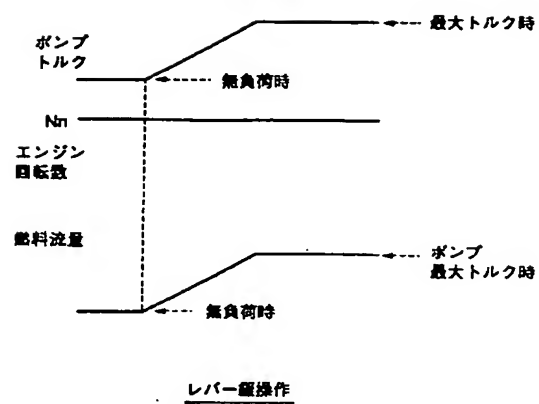 ポンプ
トルク
最大トルク時
無負荷時
Nn
エンジン
回転数
燃料流量
ポンプ
最大トルク時
無負荷時
レバー緩操作